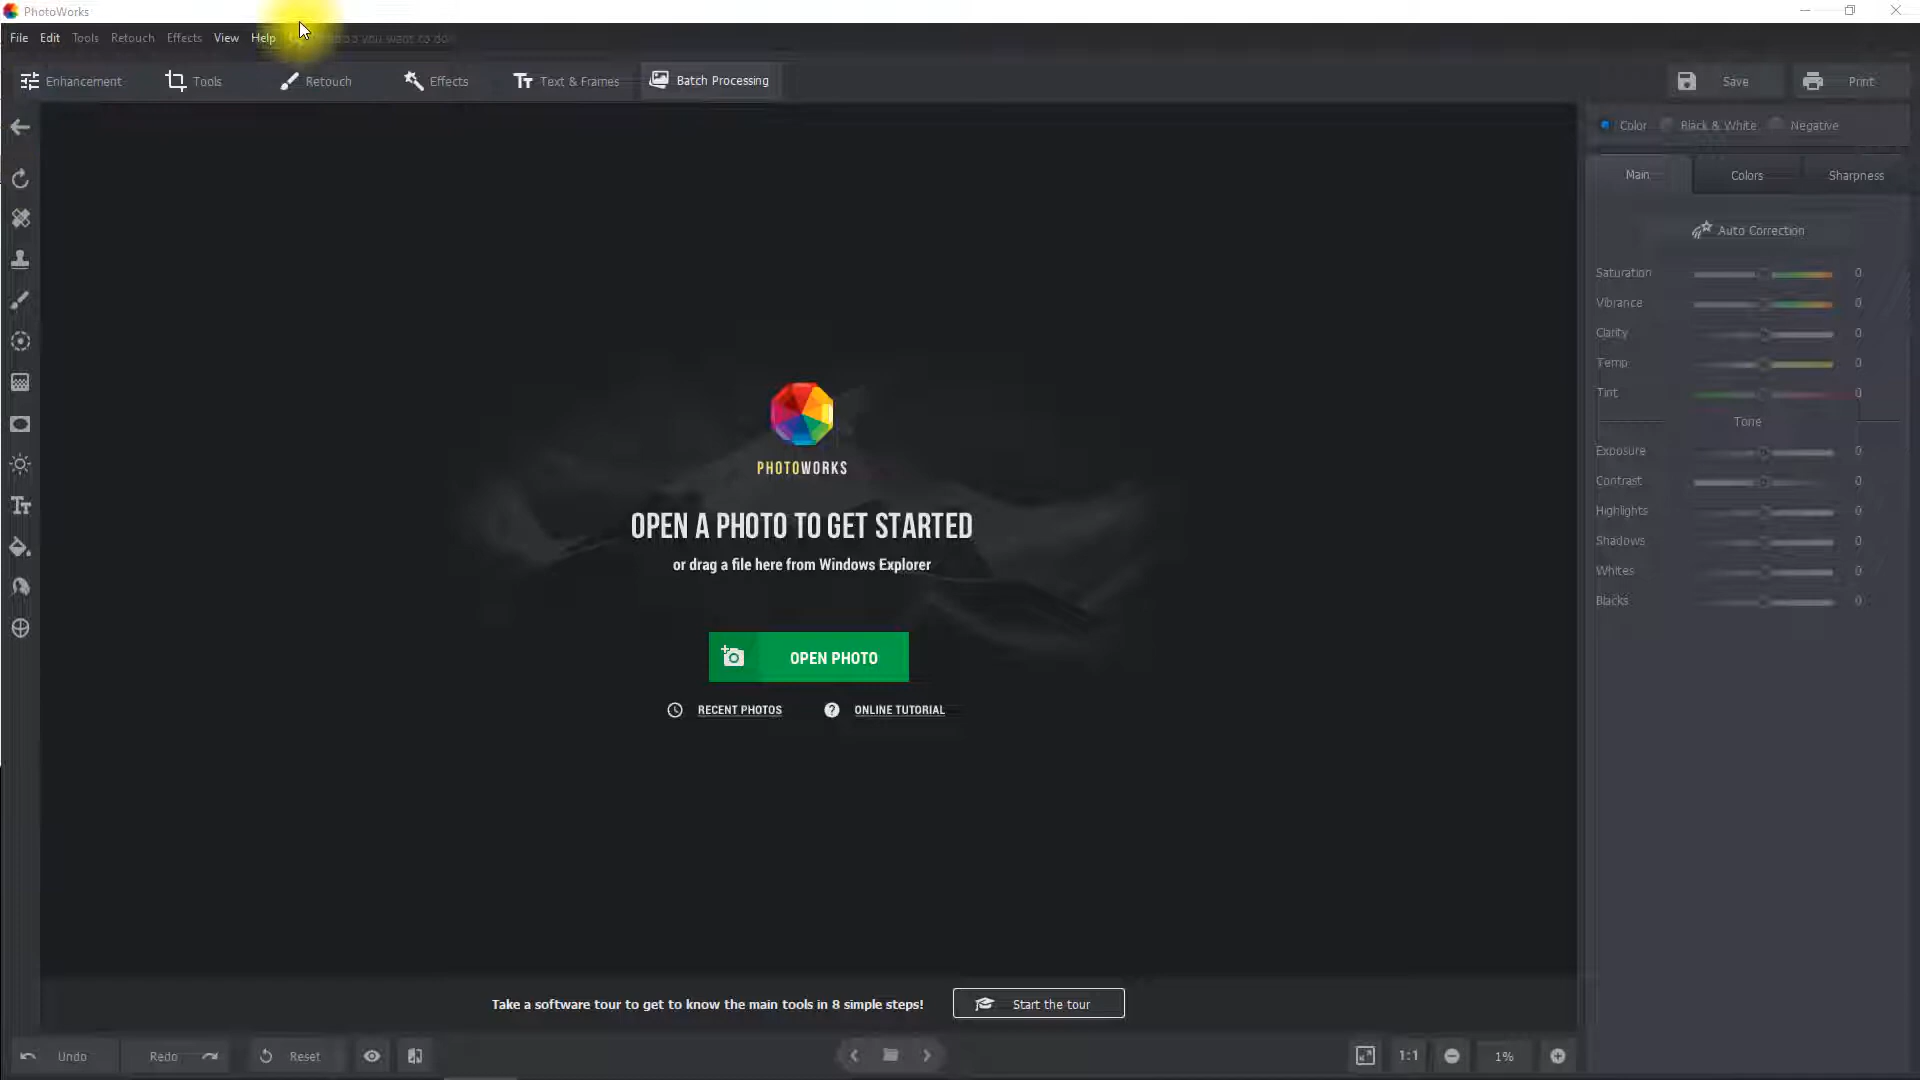 PhotoWorks
File Edit Tools Retouch Effects View Help you want to do
Enhancement Tools Retouch Effects Text & Frames Batch Processing Save Print
Color Black & White Negative
Main Colors Sharpness
Auto Correction
Saturation 0
Vibrance 0
Clarity 0
Temp 0
Tint 0
Tone
Exposure 0
Contrast 0
Highlights 0
Shadows 0
Whites 0
Blacks 0
PHOTOWORKS
OPEN A PHOTO TO GET STARTED
or drag a file here from Windows Explorer
OPEN PHOTO
RECENT PHOTOS ONLINE TUTORIAL
Take a software tour to get to know the main tools in 8 simple steps! Start the tour
Undo Redo Reset 1:1 1%